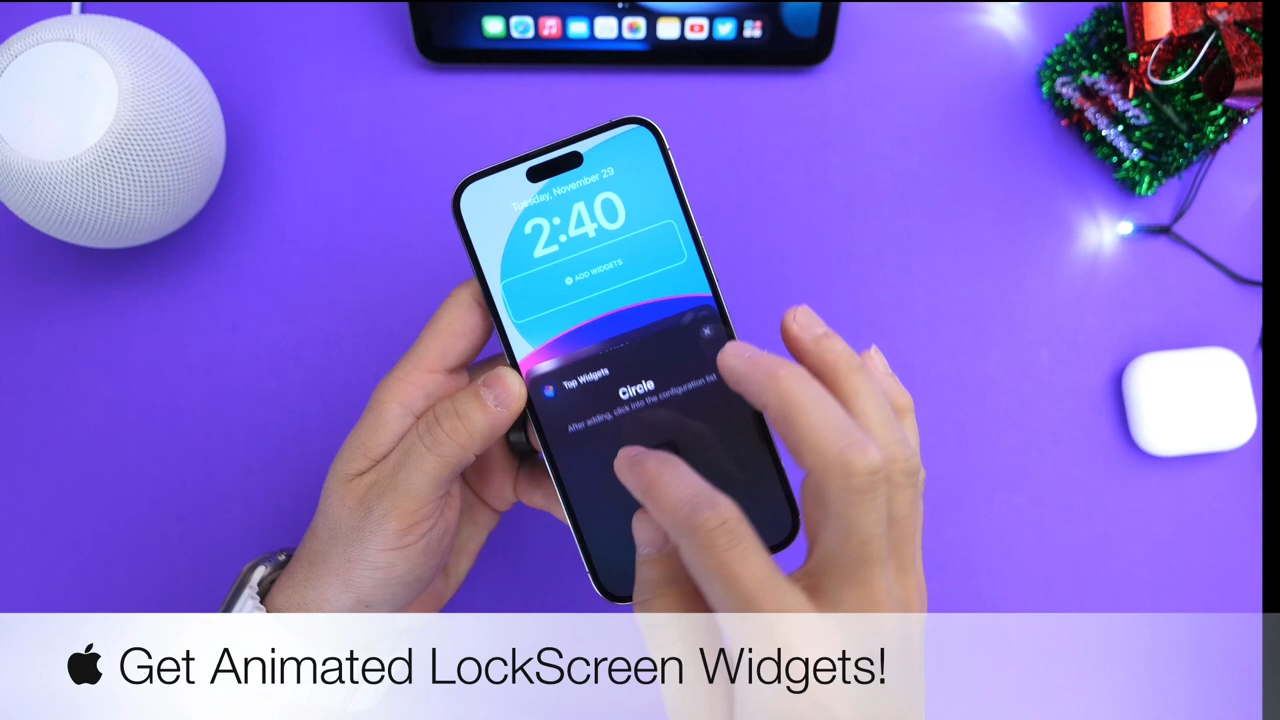 Tuesday, November 29
2:40
ADD WIDGETS
Top Widgets
Circle
After adding, click into the configuration list
Get Animated LockScreen Widgets!